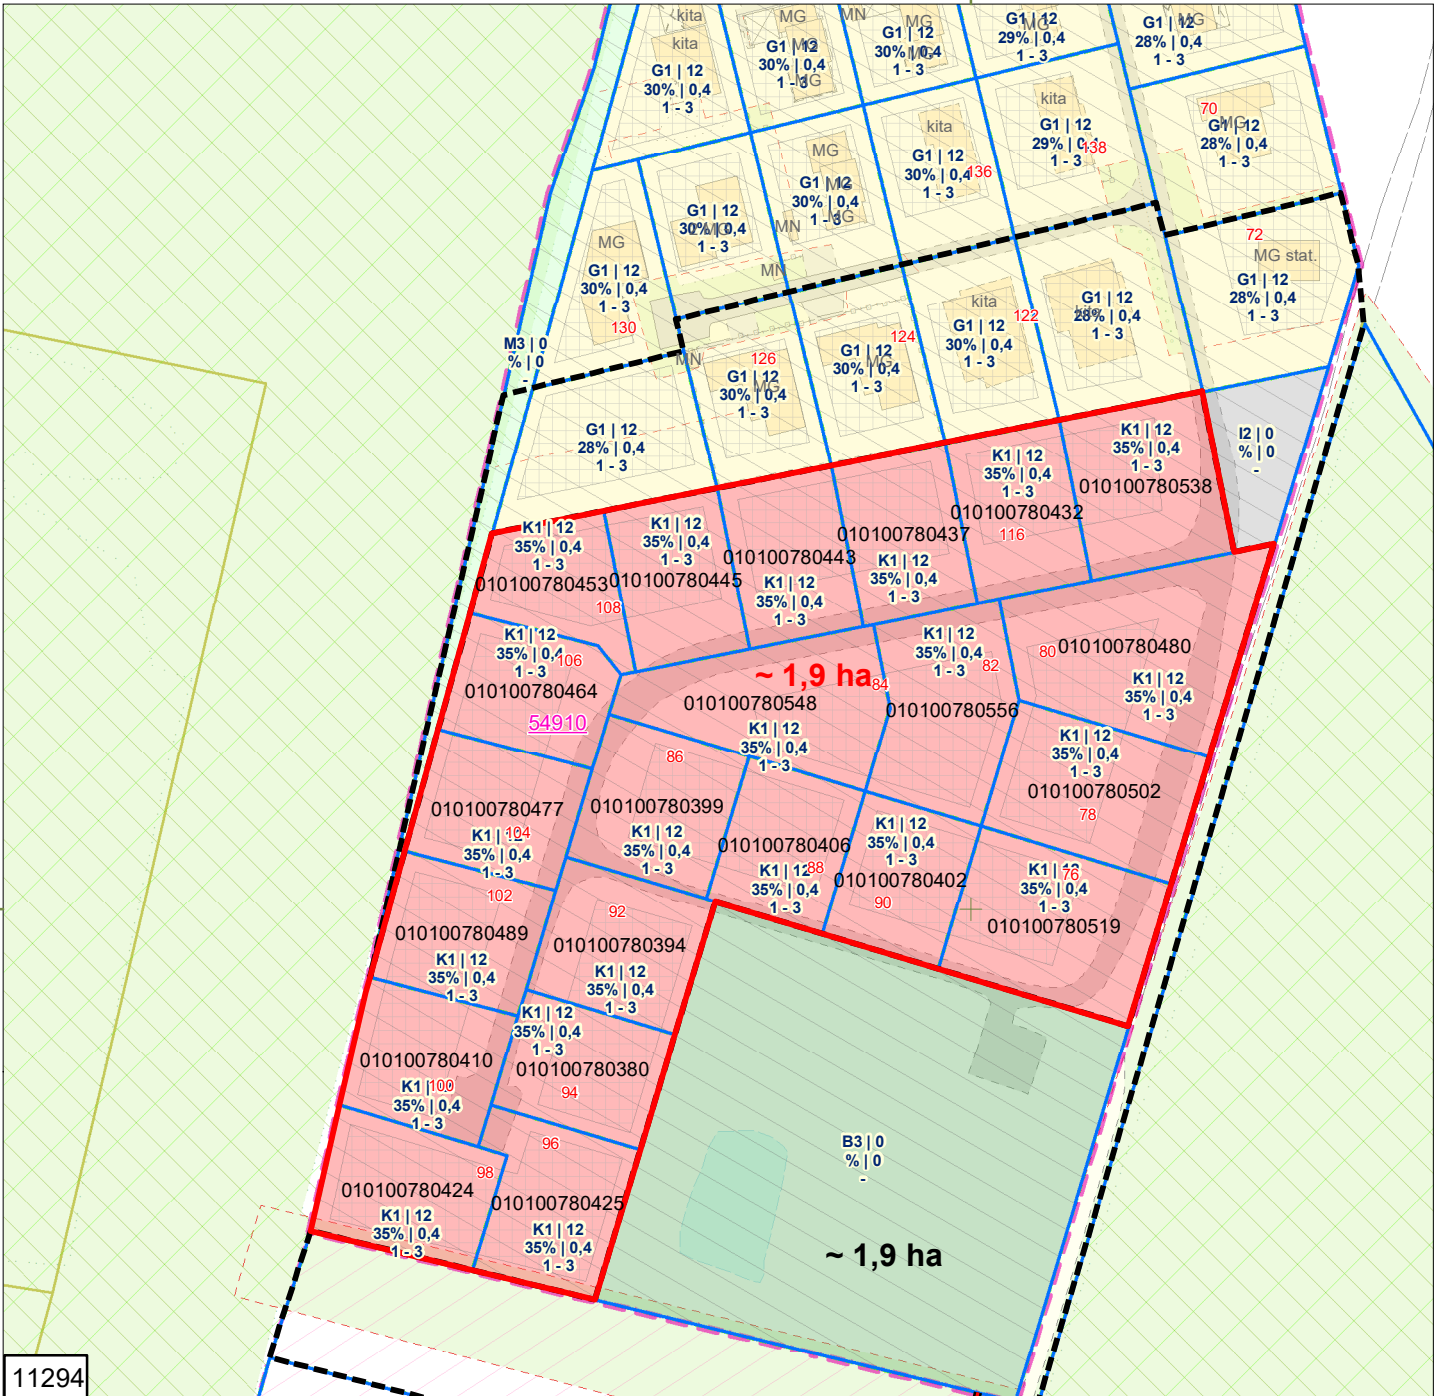 kita
kita
G1 | 12
30% | 0,4
1 - 3
MG
MG
G1 | 12
30% | 0,4
MG
1 - 3
MN
MG
G1 | 12
30% | 0,4
MG
1 - 3
G1 | 12
MG
29% | 0,4
1 - 3
G1 | 12
MG
28% | 0,4
1 - 3
kita
G1 | 12
29% | 0,4
138
1 - 3
70
MG
G1 | 12
28% | 0,4
1 - 3
kita
G1 | 12
30% | 0,4
136
1 - 3
MG
MG
G1 | 12
30% | 0,4
MG
1 - 3
MN
G1 | 12
30% | 0,4
MG
1 - 3
MG
G1 | 12
30% | 0,4
1 - 3
130
MN
72
MG stat.
G1 | 12
28% | 0,4
1 - 3
kita
G1 | 12
28% | 0,4
1 - 3
kita
122
G1 | 12
30% | 0,4
1 - 3
124
G1 | 12
MG
30% | 0,4
1 - 3
M3 | 0
% | 0
-
MN
126
G1 | 12
MG
30% | 0,4
1 - 3
G1 | 12
28% | 0,4
1 - 3
I2 | 0
% | 0
-
K1 | 12
35% | 0,4
1 - 3
010100780538
K1 | 12
35% | 0,4
1 - 3
010100780432
116
010100780437
K1 | 12
35% | 0,4
1 - 3
010100780443
K1 | 12
35% | 0,4
1 - 3
K1 | 12
35% | 0,4
1 - 3
010100780445
K1 | 12
35% | 0,4
1 - 3
010100780453
108
K1 | 12
35% | 0,4
1 - 3
106
010100780464
54910
~ 1,9 ha
84
010100780548
K1 | 12
35% | 0,4
1 - 3
K1 | 12
35% | 0,4
1 - 3
82
010100780556
80
010100780480
K1 | 12
35% | 0,4
1 - 3
K1 | 12
35% | 0,4
1 - 3
010100780502
78
86
010100780399
K1 | 12
35% | 0,4
1 - 3
010100780477
K1 | 12
104
35% | 0,4
1 - 3
010100780406
K1 | 12
88
35% | 0,4
1 - 3
K1 | 12
35% | 0,4
1 - 3
010100780402
90
K1 | 12
76
35% | 0,4
1 - 3
010100780519
102
010100780489
K1 | 12
35% | 0,4
1 - 3
92
010100780394
K1 | 12
35% | 0,4
1 - 3
K1 | 12
35% | 0,4
1 - 3
010100780380
94
010100780410
K1 | 12
100
35% | 0,4
1 - 3
96
98
010100780424
K1 | 12
35% | 0,4
1 - 3
010100780425
K1 | 12
35% | 0,4
1 - 3
B3 | 0
% | 0
-
~ 1,9 ha
11294